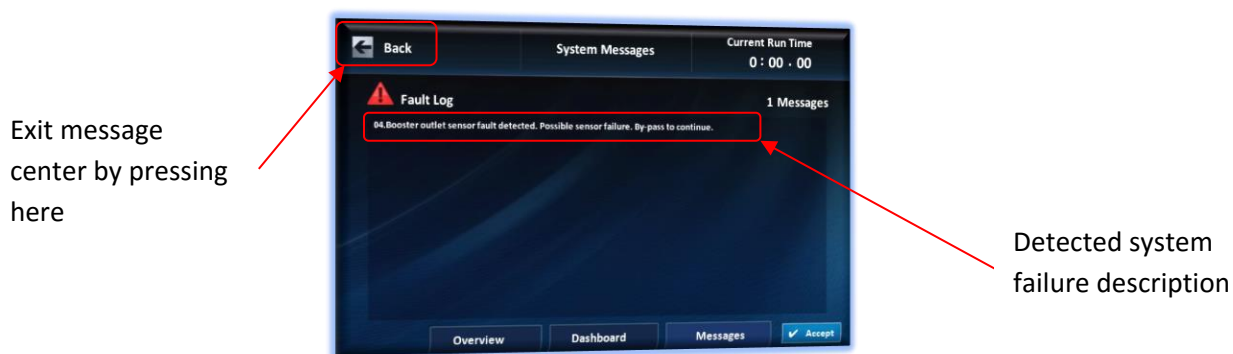 Back
System Messages
Current Run Time
0 : 00 . 00
Fault Log
1 Messages
04.Booster outlet sensor fault detected. Possible sensor failure. By-pass to continue.
Exit message
center by pressing
here
Detected system
failure description
Overview
Dashboard
Messages
Accept